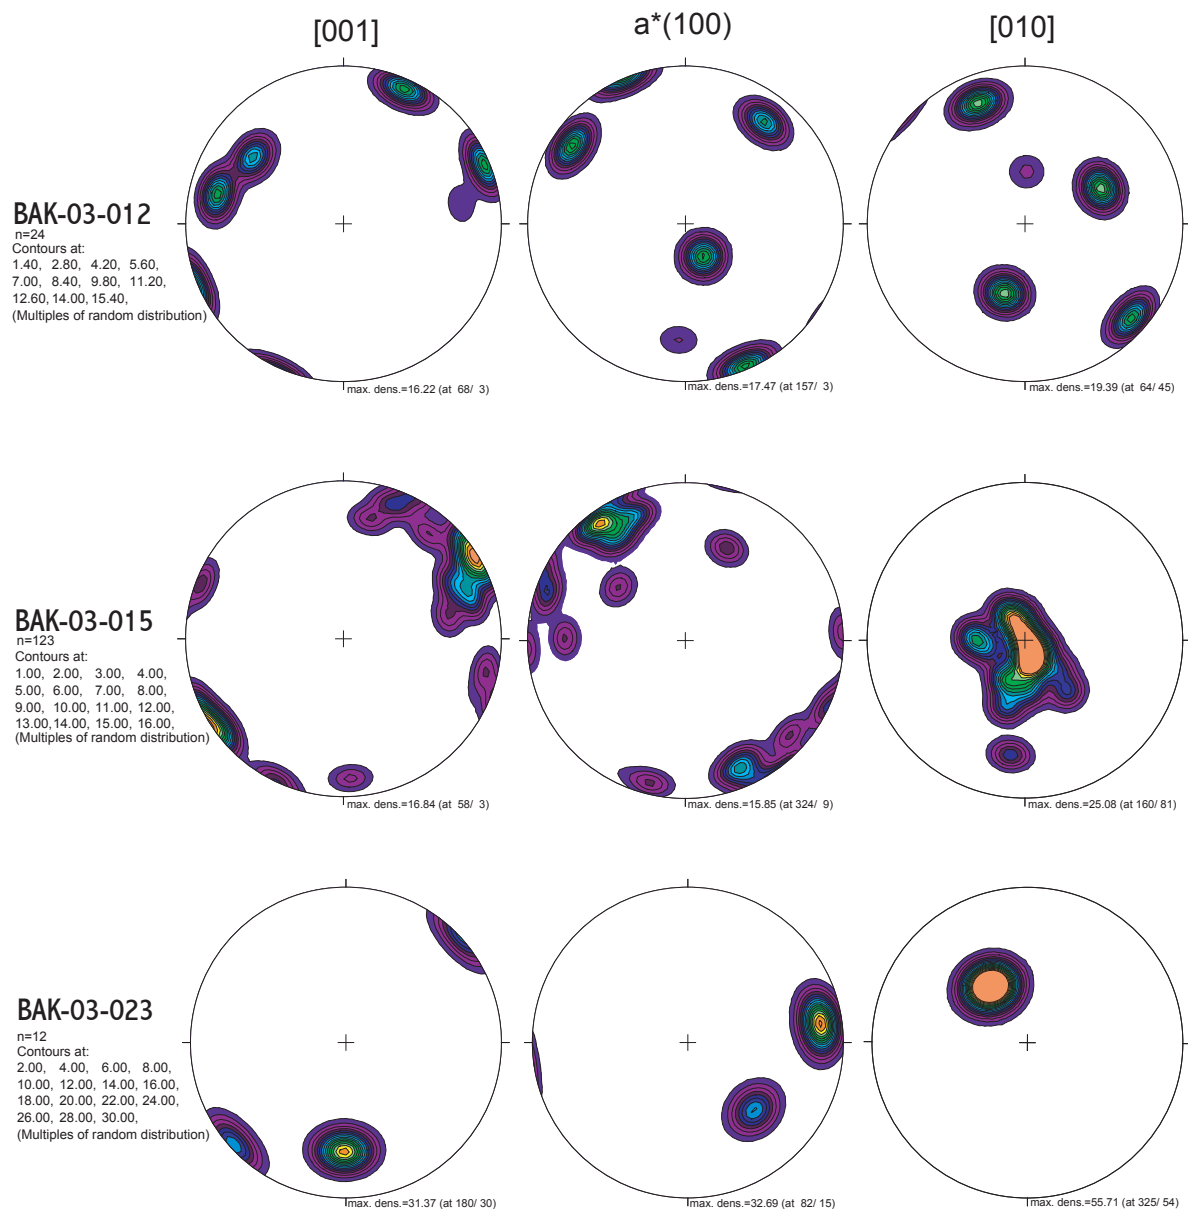 [001] a*(100) [010]
BAK-03-012
n=24
Contours at:
1.40, 2.80, 4.20, 5.60,
7.00, 8.40, 9.80, 11.20,
12.60, 14.00, 15.40,
(Multiples of random distribution)
max. dens.=16.22 (at 68/ 3)
max. dens.=17.47 (at 157/ 3)
max. dens.=19.39 (at 64/ 45)
BAK-03-015
n=123
Contours at:
1.00, 2.00, 3.00, 4.00,
5.00, 6.00, 7.00, 8.00,
9.00, 10.00, 11.00, 12.00,
13.00, 14.00, 15.00, 16.00,
(Multiples of random distribution)
max. dens.=16.84 (at 58/ 3)
max. dens.=15.85 (at 324/ 9)
max. dens.=25.08 (at 160/ 81)
BAK-03-023
n=12
Contours at:
2.00, 4.00, 6.00, 8.00,
10.00, 12.00, 14.00, 16.00,
18.00, 20.00, 22.00, 24.00,
26.00, 28.00, 30.00,
(Multiples of random distribution)
max. dens.=31.37 (at 180/ 30)
max. dens.=32.69 (at 82/ 15)
max. dens.=55.71 (at 325/ 54)